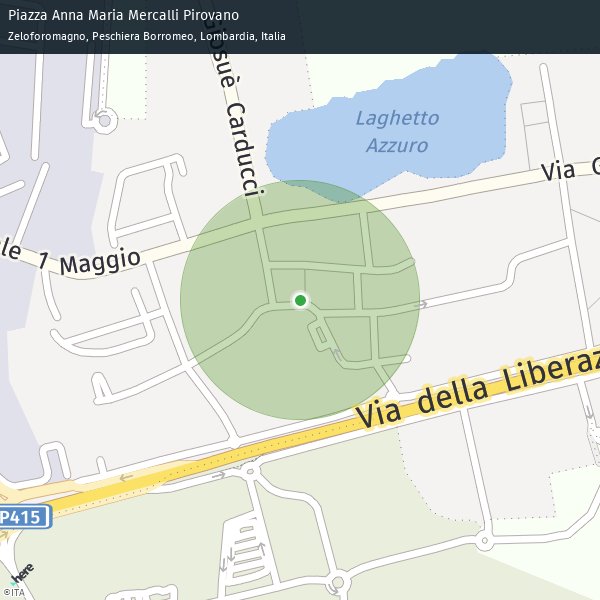 Piazza Anna Maria Mercalli Pirovano
Zeloforomagno, Peschiera Borromeo, Lombardia, Italia
Giosuè Carducci
Laghetto
Azzuro
Via G
le 1 Maggio
Via della Liberaz
P415
here
©ITA